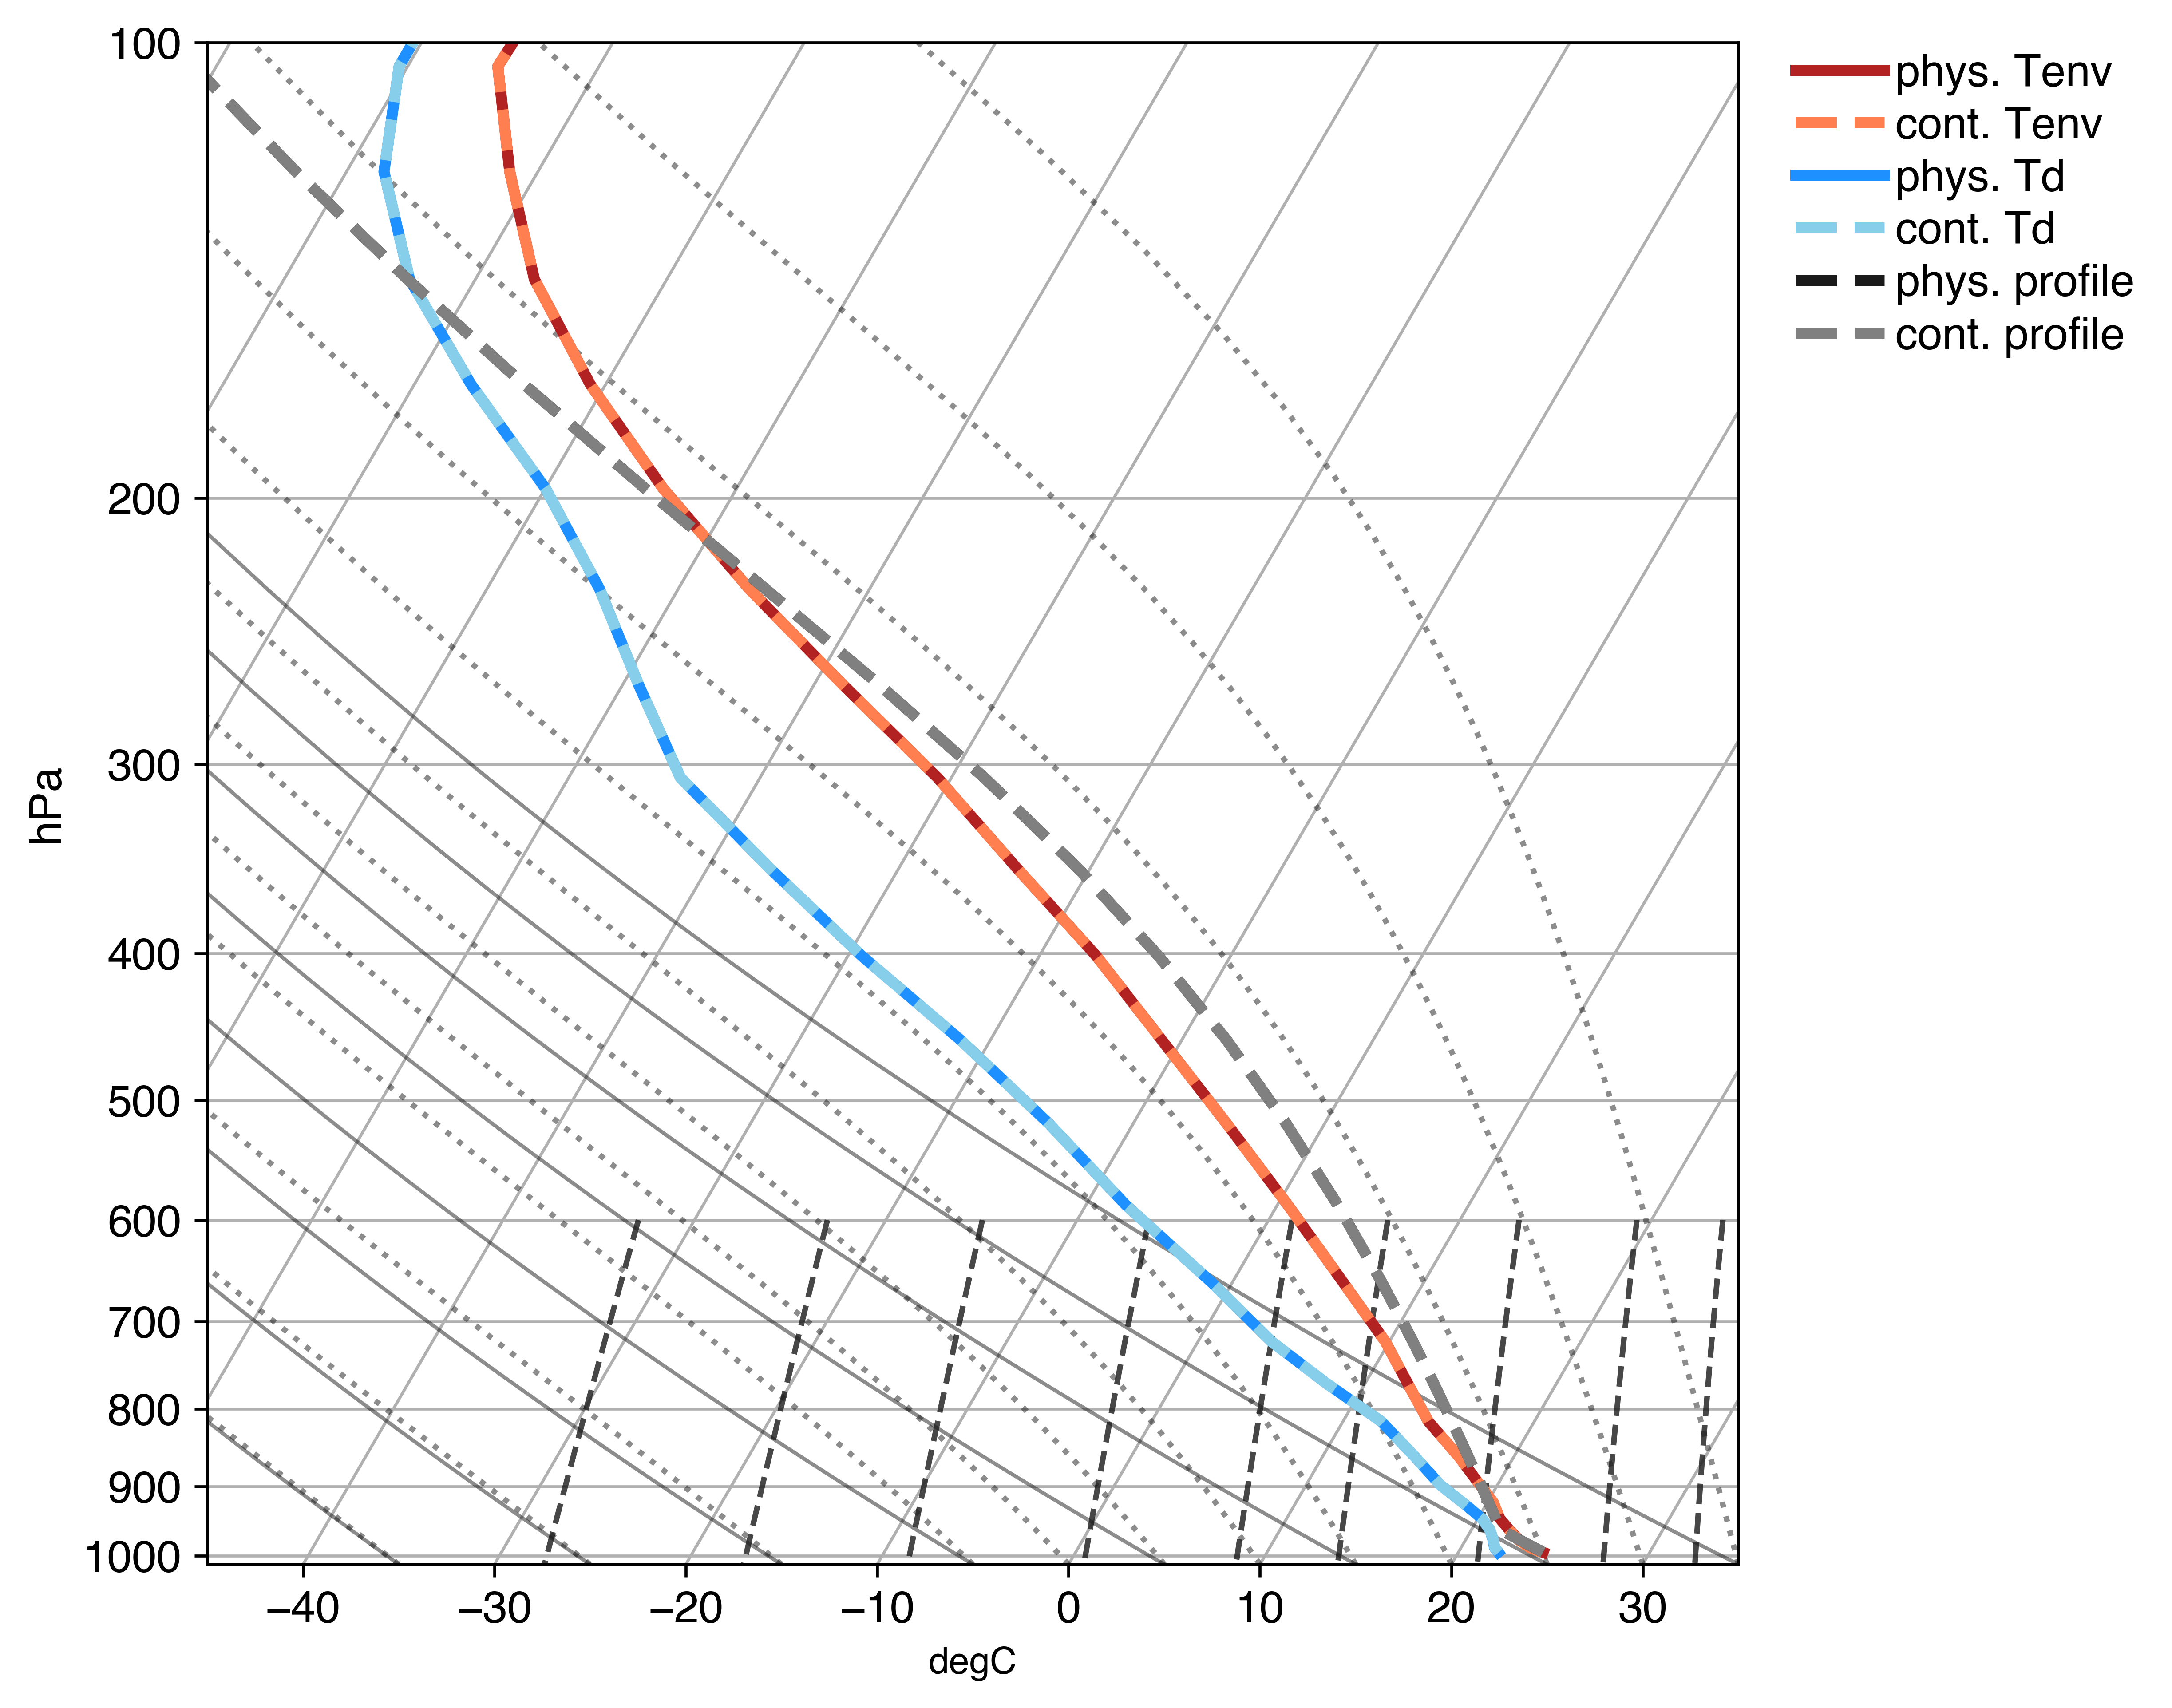 100
200
300
400
500
600
700
800
900
1000
hPa
−40 −30 −20 −10 0 10 20 30
degC
phys. Tenv
cont. Tenv
phys. Td
cont. Td
phys. profile
cont. profile